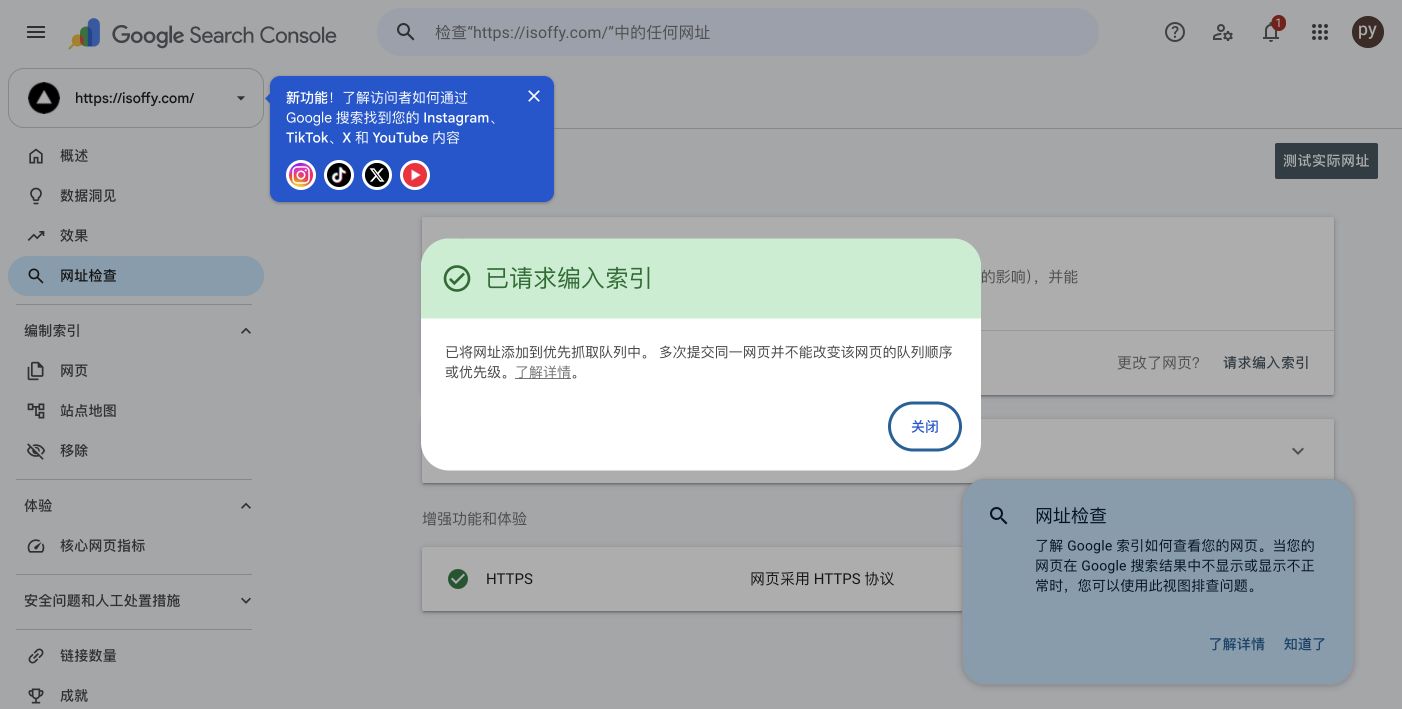 Google Search Console
检查“https://isoffy.com/”中的任何网址
1
py
https://isoffy.com/
新功能！了解访问者如何通过
Google 搜索找到您的 Instagram、
TikTok、X 和 YouTube 内容
概述
数据洞见
效果
网址检查
编制索引
网页
站点地图
移除
体验
核心网页指标
安全问题和人工处置措施
链接数量
成就
测试实际网址
的影响)，并能
更改了网页?
请求编入索引
已请求编入索引
已将网址添加到优先抓取队列中。 多次提交同一网页并不能改变该网页的队列顺序
或优先级。了解详情。
关闭
增强功能和体验
HTTPS
网页采用 HTTPS 协议
网址检查
了解 Google 索引如何查看您的网页。当您的
网页在 Google 搜索结果中不显示或显示不正
常时，您可以使用此视图排查问题。
了解详情
知道了